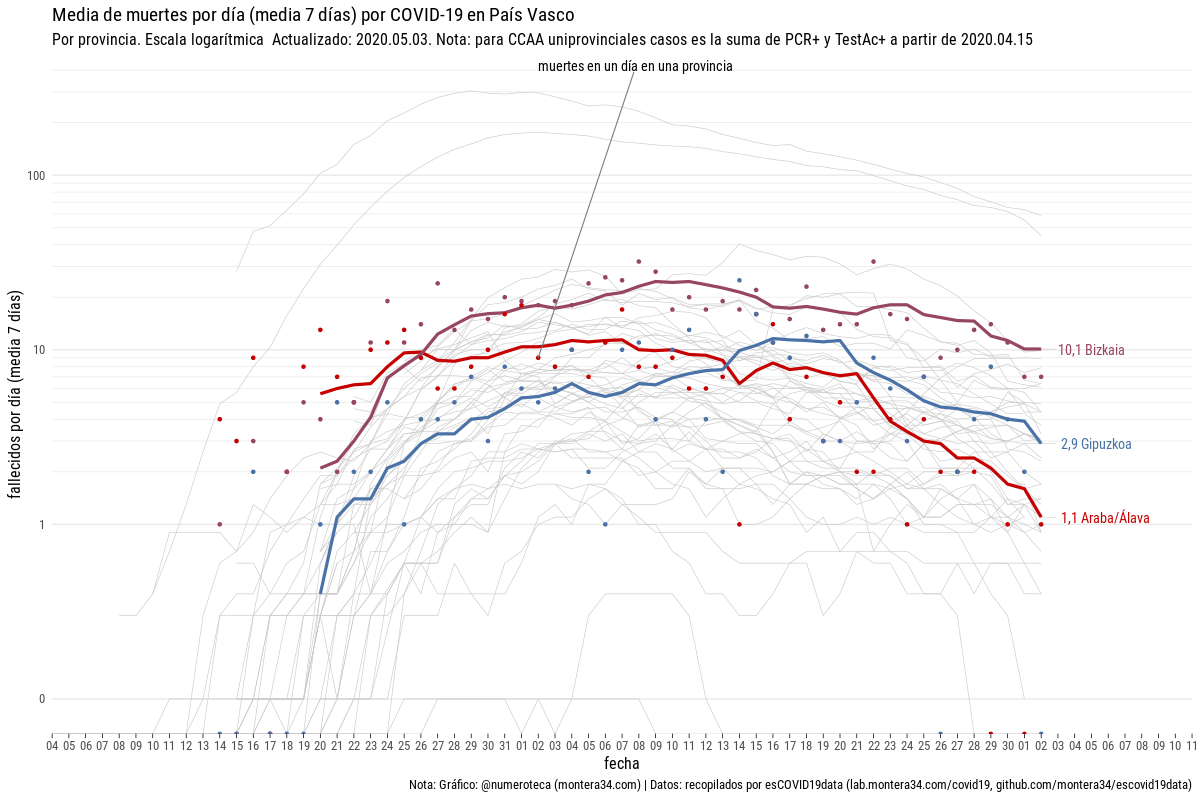 Media de muertes por día (media 7 días) por COVID-19 en País Vasco
Por provincia. Escala logarítmica  Actualizado: 2020.05.03. Nota: para CCAA uniprovinciales casos es la suma de PCR+ y TestAc+ a partir de 2020.04.15
muertes en un día en una provincia
fallecidos por día (media 7 días)
100
10
1
0
10,1 Bizkaia
2,9 Gipuzkoa
1,1 Araba/Álava
04 05 06 07 08 09 10 11 12 13 14 15 16 17 18 19 20 21 22 23 24 25 26 27 28 29 30 31 01 02 03 04 05 06 07 08 09 10 11 12 13 14 15 16 17 18 19 20 21 22 23 24 25 26 27 28 29 30 01 02 03 04 05 06 07 08 09 10 11
fecha
Nota: Gráfico: @numeroteca (montera34.com) | Datos: recopilados por esCOVID19data (lab.montera34.com/covid19, github.com/montera34/escovid19data)